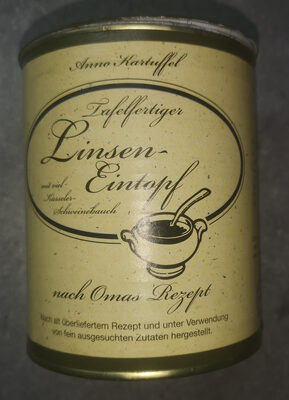 Anno Kartuffel
Tafelfertiger
Linsen-
Eintopf
mit viel
Kasseler-
Schweinebauch
nach Omas Rezept
Nach alt überliefertem Rezept und unter Verwendung
von fein ausgesuchten Zutaten hergestellt.